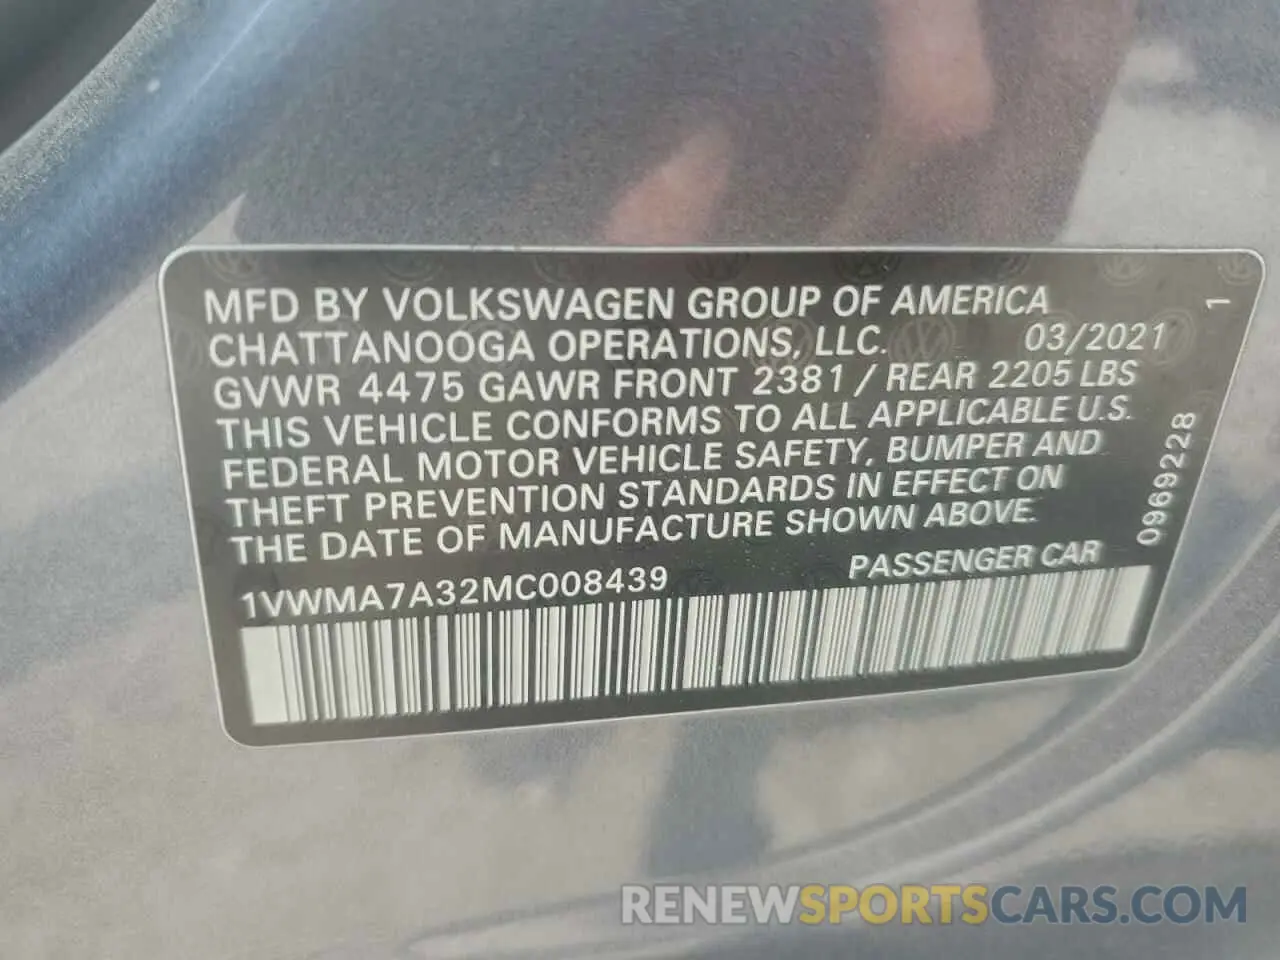 MFD BY VOLKSWAGEN GROUP OF AMERICA
CHATTANOOGA OPERATIONS, LLC. 03/2021
GVWR 4475 GAWR FRONT 2381 / REAR 2205 LBS
THIS VEHICLE CONFORMS TO ALL APPLICABLE U.S.
FEDERAL MOTOR VEHICLE SAFETY, BUMPER AND
THEFT PREVENTION STANDARDS IN EFFECT ON
THE DATE OF MANUFACTURE SHOWN ABOVE.
1VWMA7A32MC008439 PASSENGER CAR
0969228 1
RENEWSPORTSCARS.COM